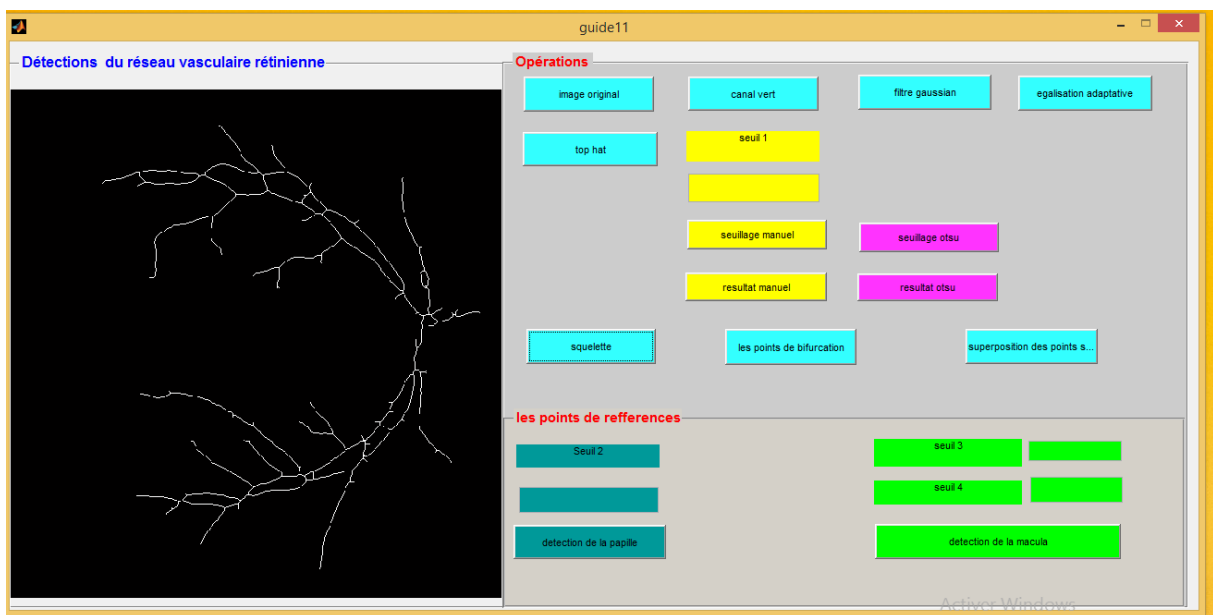 guide11
Détections du réseau vasculaire rétinienne
Opérations
image original
canal vert
filtre gaussian
egalisation adaptative
top hat
seuil 1
seuillage manuel
seuillage otsu
resultat manuel
resultat otsu
squelette
les points de bifurcation
superposition des points s...
les points de refferences
Seuil 2
seuil 3
seuil 4
detection de la papille
detection de la macula
Activer Windows